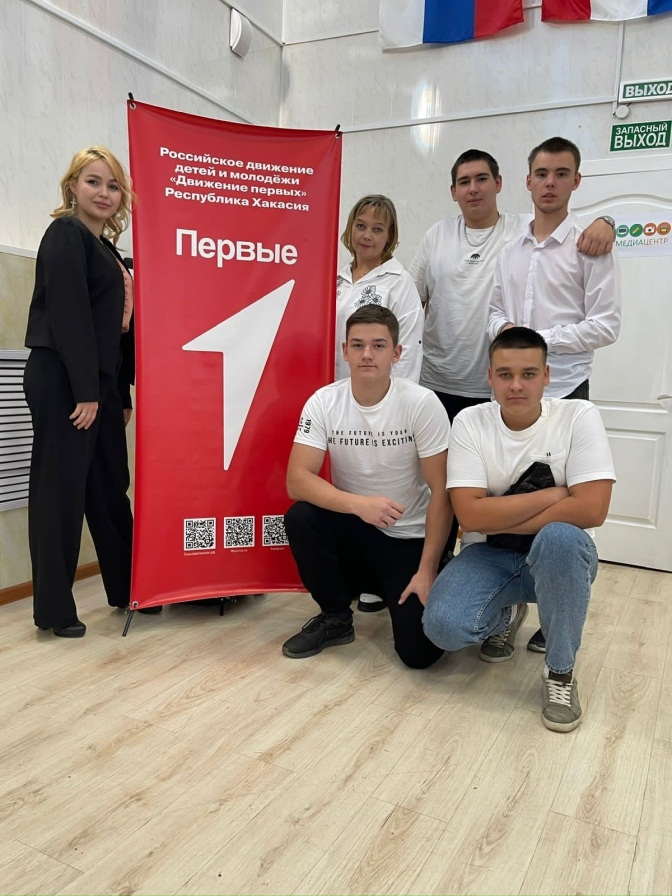 Российское движение
детей и молодёжи
«Движение первых»
Республика Хакасия
Первые
ВЫХОД
ЗАПАСНЫЙ
ВЫХОД
МЕДИАЦЕНТР
1979
THE FUTURE IS YOUR
THE FUTURE IS EXCITIN